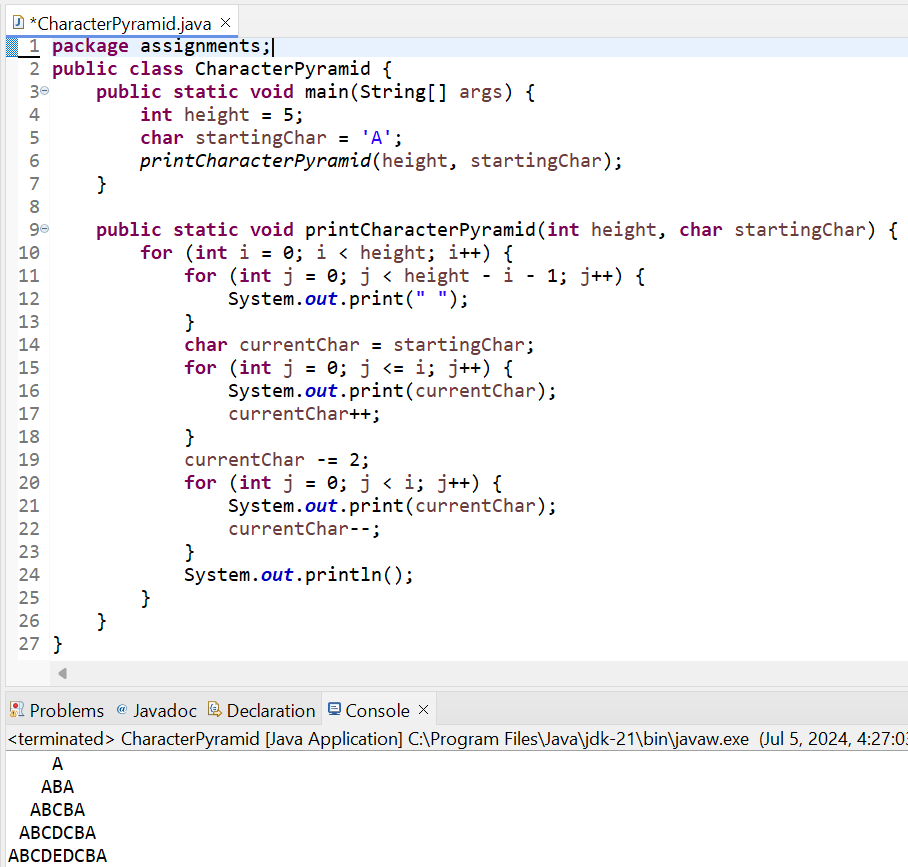 *CharacterPyramid.java ×
1 package assignments;
2 public class CharacterPyramid {
3     public static void main(String[] args) {
4         int height = 5;
5         char startingChar = 'A';
6         printCharacterPyramid(height, startingChar);
7     }
8
9     public static void printCharacterPyramid(int height, char startingChar) {
10         for (int i = 0; i < height; i++) {
11             for (int j = 0; j < height - i - 1; j++) {
12                 System.out.print(" ");
13             }
14             char currentChar = startingChar;
15             for (int j = 0; j <= i; j++) {
16                 System.out.print(currentChar);
17                 currentChar++;
18             }
19             currentChar -= 2;
20             for (int j = 0; j < i; j++) {
21                 System.out.print(currentChar);
22                 currentChar--;
23             }
24             System.out.println();
25         }
26     }
27 }
Problems @ Javadoc Declaration Console ×
<terminated> CharacterPyramid [Java Application] C:\Program Files\Java\jdk-21\bin\javaw.exe (Jul 5, 2024, 4:27:03
    A
   ABA
  ABCBA
 ABCDCBA
ABCDEDCBA